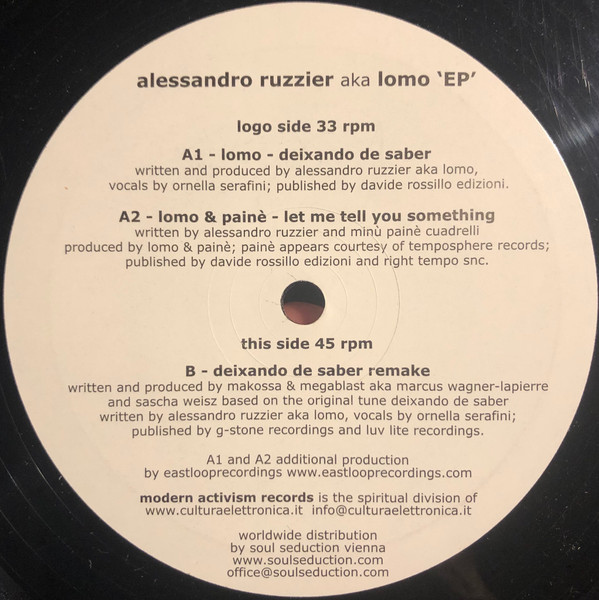 alessandro ruzzier aka lomo ‘EP’
logo side 33 rpm
A1 - lomo - deixando de saber
written and produced by alessandro ruzzier aka lomo,
vocals by ornella serafini; published by davide rossillo edizioni.
A2 - lomo & painè - let me tell you something
written by alessandro ruzzier and minù painè cuadrelli
produced by lomo & painè; painè appears courtesy of temposphere records;
published by davide rossillo edizioni and right tempo snc.
this side 45 rpm
B - deixando de saber remake
written and produced by makossa & megablast aka marcus wagner-lapierre
and sascha weisz based on the original tune deixando de saber
written by alessandro ruzzier aka lomo, vocals by ornella serafini;
published by g-stone recordings and luv lite recordings.
A1 and A2 additional production
by eastlooprecordings www.eastlooprecordings.com
modern activism records is the spiritual division of
www.culturaelettronica.it info@culturaelettronica.it
worldwide distribution
by soul seduction vienna
www.soulseduction.com
office@soulseduction.com